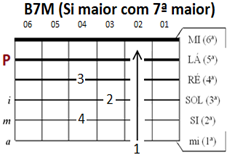 B7M (Si maior com 7ª maior)
06 05 04 03 02 01
MI (6ª)
P LÁ (5ª)
3 RÉ (4ª)
i 2 SOL (3ª)
m 4 SI (2ª)
a 1 mi (1ª)